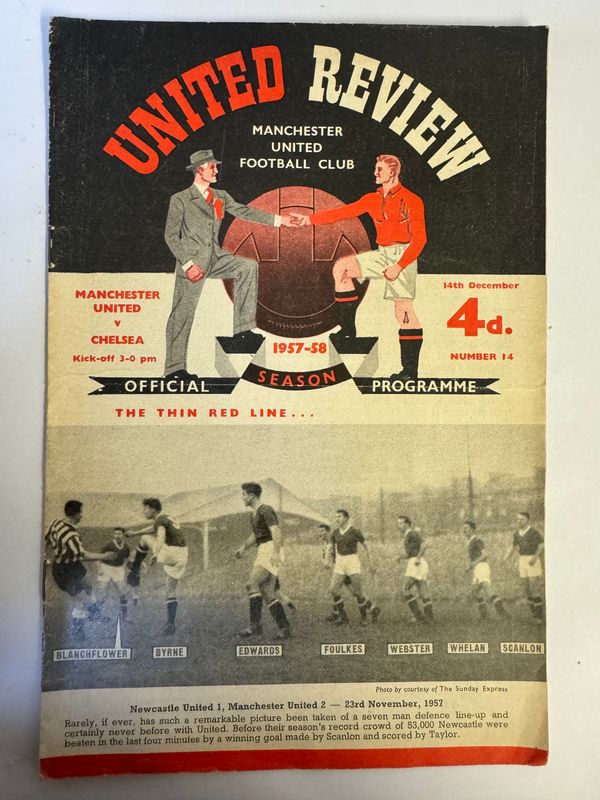 UNITED REVIEW
MANCHESTER
UNITED
FOOTBALL CLUB
MANCHESTER
UNITED
v
CHELSEA
Kick-off 3-0 pm
14th December
4d.
NUMBER 14
1957-58
OFFICIAL SEASON PROGRAMME
THE THIN RED LINE...
BLANCHFLOWER BYRNE EDWARDS FOULKES WEBSTER WHELAN SCANLON
Photo by courtesy of The Sunday Express
Newcastle United 1, Manchester United 2 — 23rd November, 1957
Rarely, if ever, has such a remarkable picture been taken of a seven man defence line-up and
certainly never before with United. Before their season's record crowd of 53,000 Newcastle were
beaten in the last four minutes by a winning goal made by Scanlon and scored by Taylor.